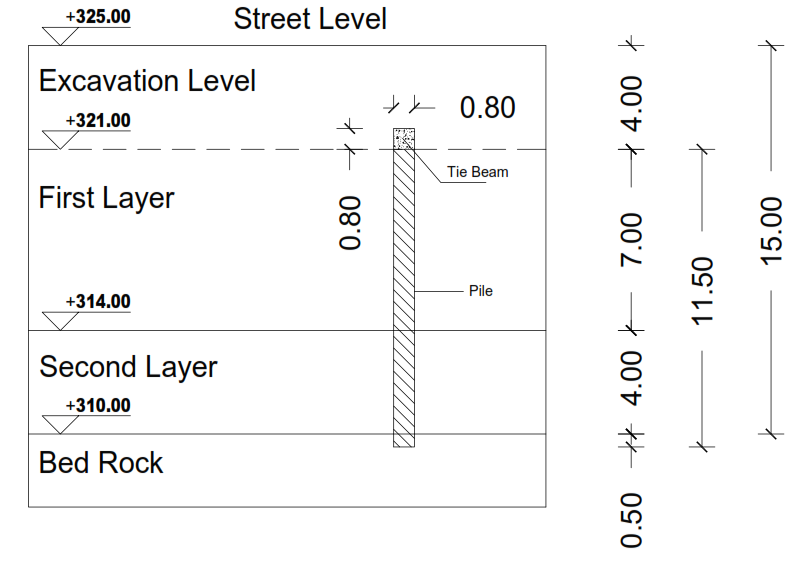 +325.00
Street Level
Excavation Level
0.80
4.00
+321.00
Tie Beam
First Layer
0.80
7.00
15.00
11.50
Pile
+314.00
Second Layer
4.00
+310.00
Bed Rock
0.50